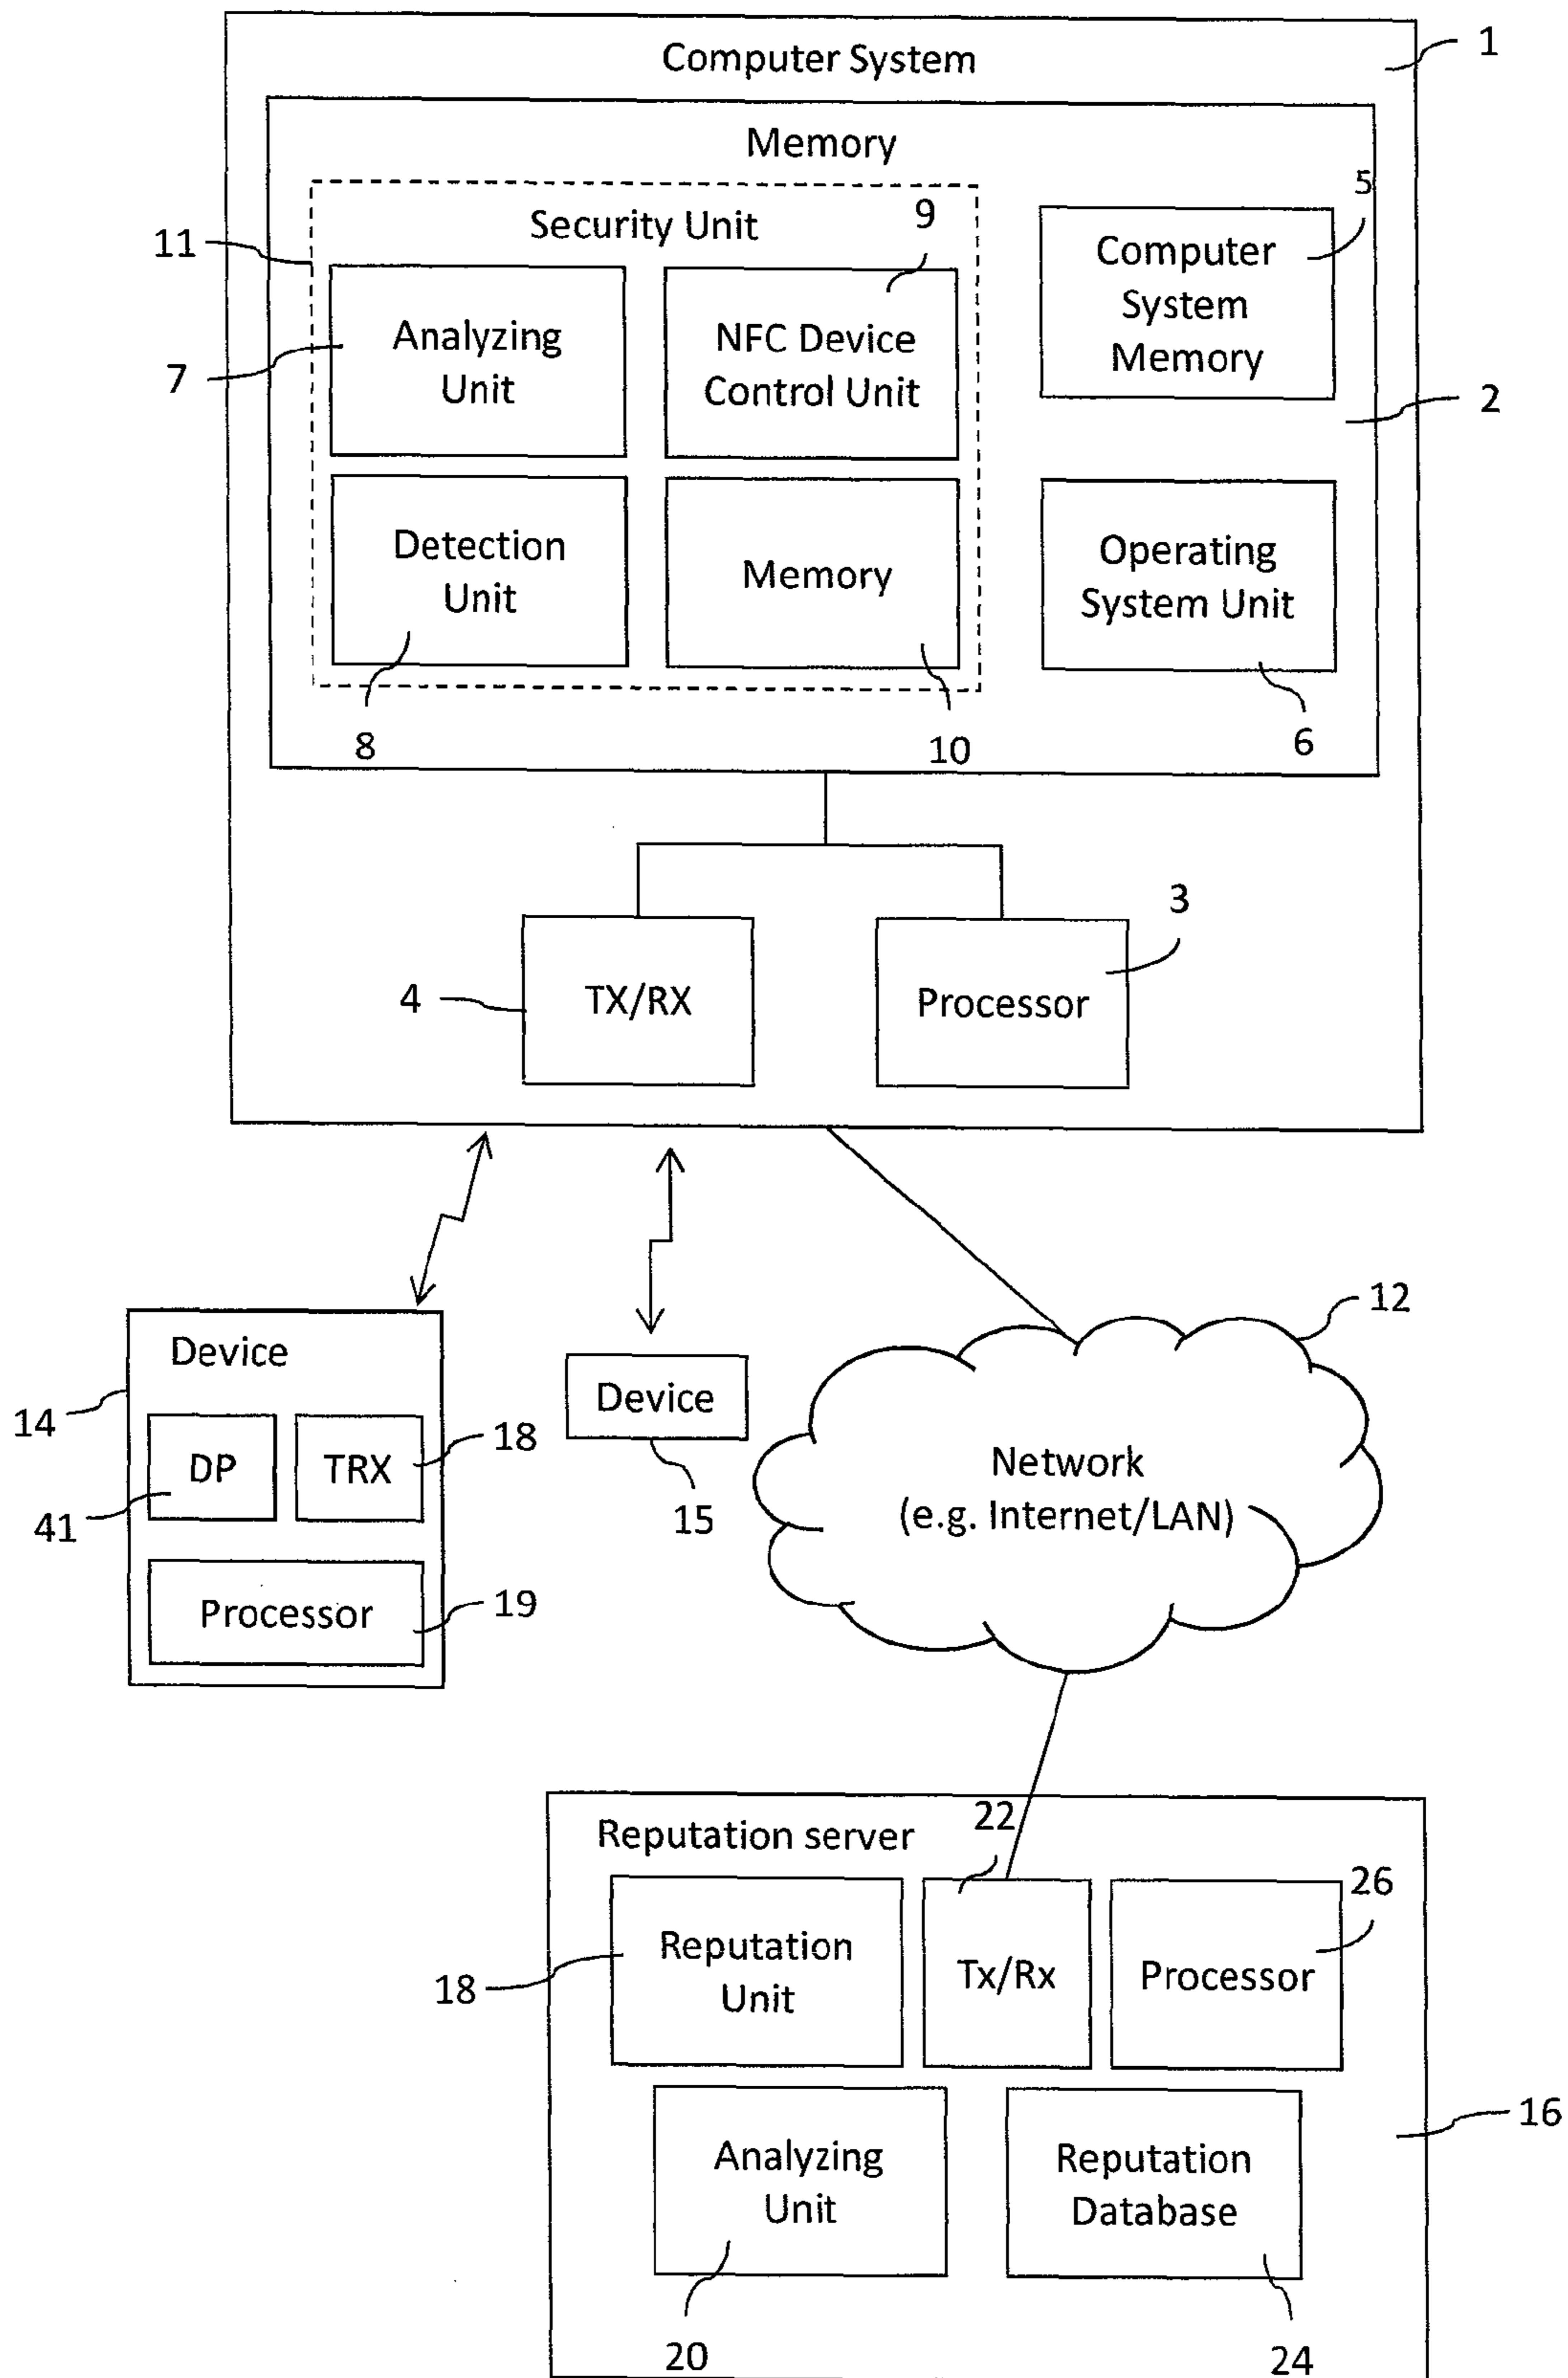 Computer System
1
Memory
Security Unit
9
5
11
Computer
System
Memory
Analyzing
Unit
NFC Device
Control Unit
7
2
Detection
Unit
Memory
Operating
System Unit
8
10
6
3
4
TX/RX
Processor
12
Device
14
Device
DP
TRX
18
41
15
Network
(e.g. Internet/LAN)
Processor
19
Reputation server
22
26
Reputation
Unit
Tx/Rx
Processor
18
16
Analyzing
Unit
Reputation
Database
20
24